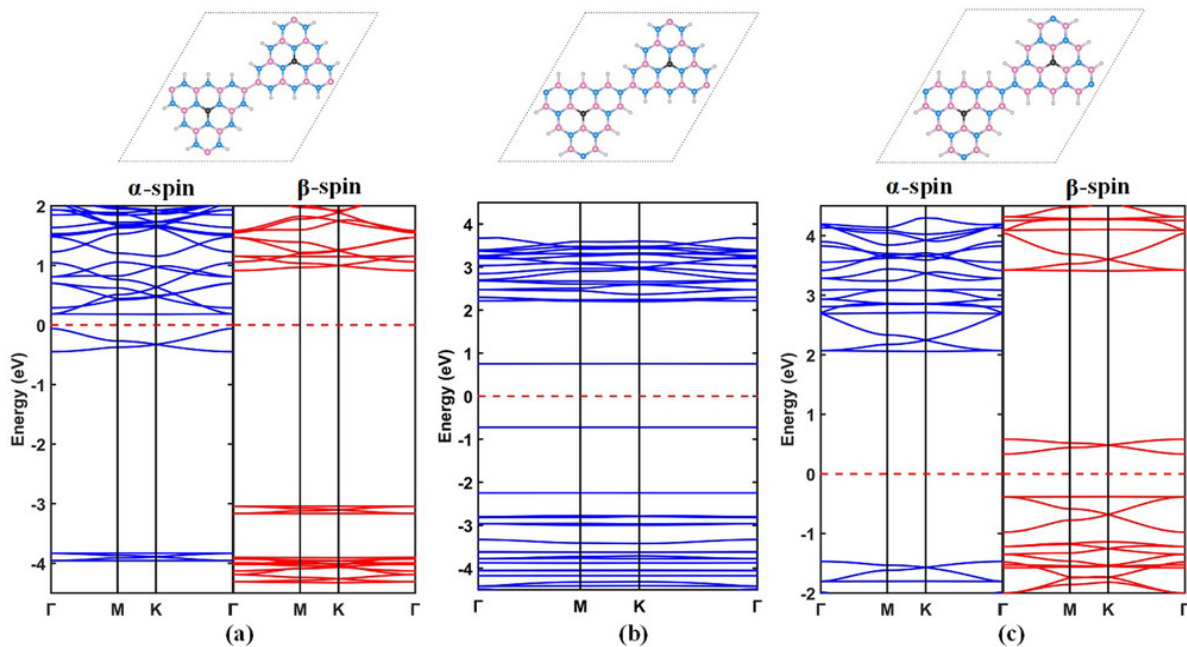 α-spin β-spin α-spin β-spin
Energy (eV)
2
1
0
-1
-2
-3
-4
Γ M K Γ M K Γ
(a)
Energy (eV)
4
3
2
1
0
-1
-2
-3
-4
Γ M K Γ
(b)
Energy (eV)
4
3
2
1
0
-1
-2
Γ M K Γ M K Γ
(c)